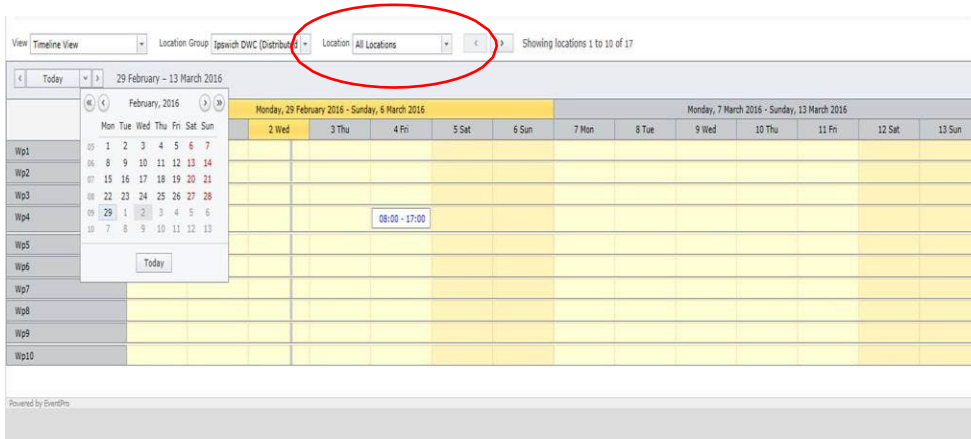 View Timeline View Location Group Ipswich DWC (Distributed Location All Locations Showing locations 1 to 10 of 17
Today 29 February – 13 March 2016
February, 2016
Monday, 29 February 2016 - Sunday, 6 March 2016 Monday, 7 March 2016 - Sunday, 13 March 2016
2 Wed 3 Thu 4 Fri 5 Sat 6 Sun 7 Mon 8 Tue 9 Wed 10 Thu 11 Fri 12 Sat 13 Sun
Mon Tue Wed Thu Fri Sat Sun
05 1 2 3 4 5 6 7
06 8 9 10 11 12 13 14
07 15 16 17 18 19 20 21
08 22 23 24 25 26 27 28
09 29 1 2 3 4 5 6
10 7 8 9 10 11 12 13
Today
Wp1
Wp2
Wp3
Wp4 08:00 - 17:00
Wp5
Wp6
Wp7
Wp8
Wp9
Wp10
Powered by EventPro